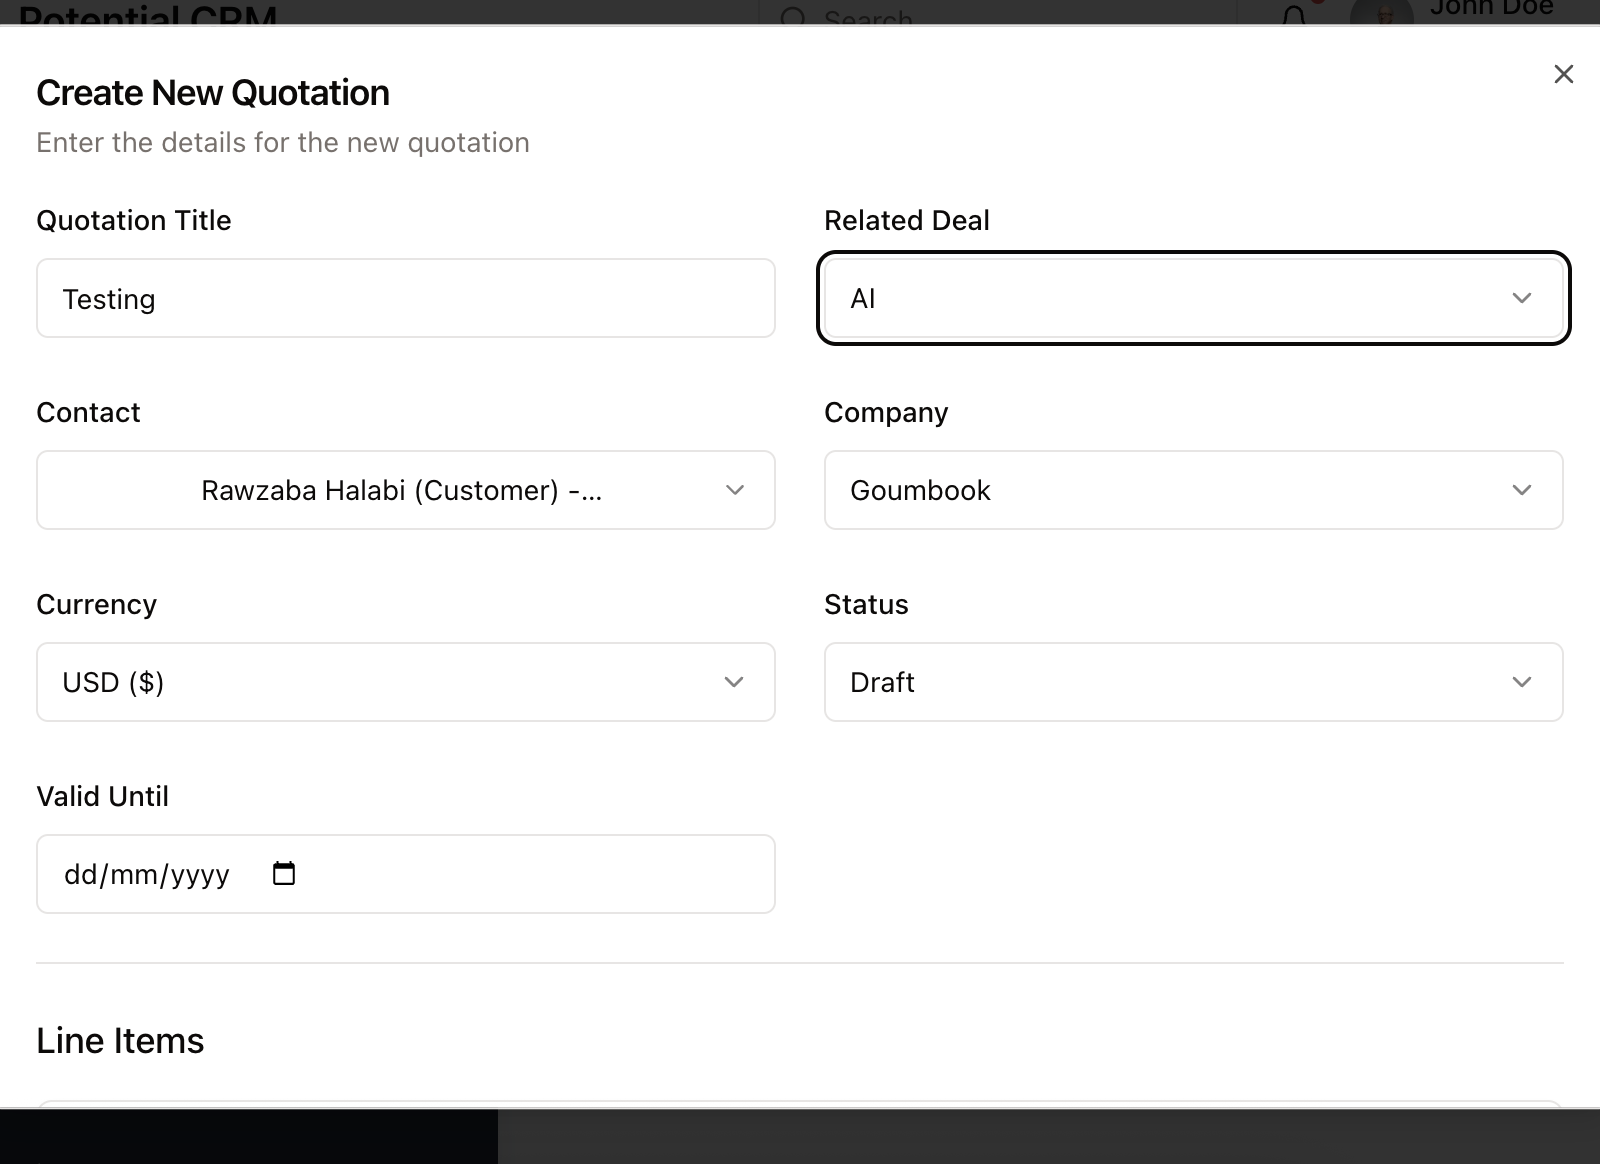 Potential CRM
Search
John Doe
Create New Quotation
Enter the details for the new quotation
Quotation Title
Related Deal
Testing
AI
Contact
Company
Rawzaba Halabi (Customer) -...
Goumbook
Currency
Status
USD ($)
Draft
Valid Until
dd/mm/yyyy
Line Items